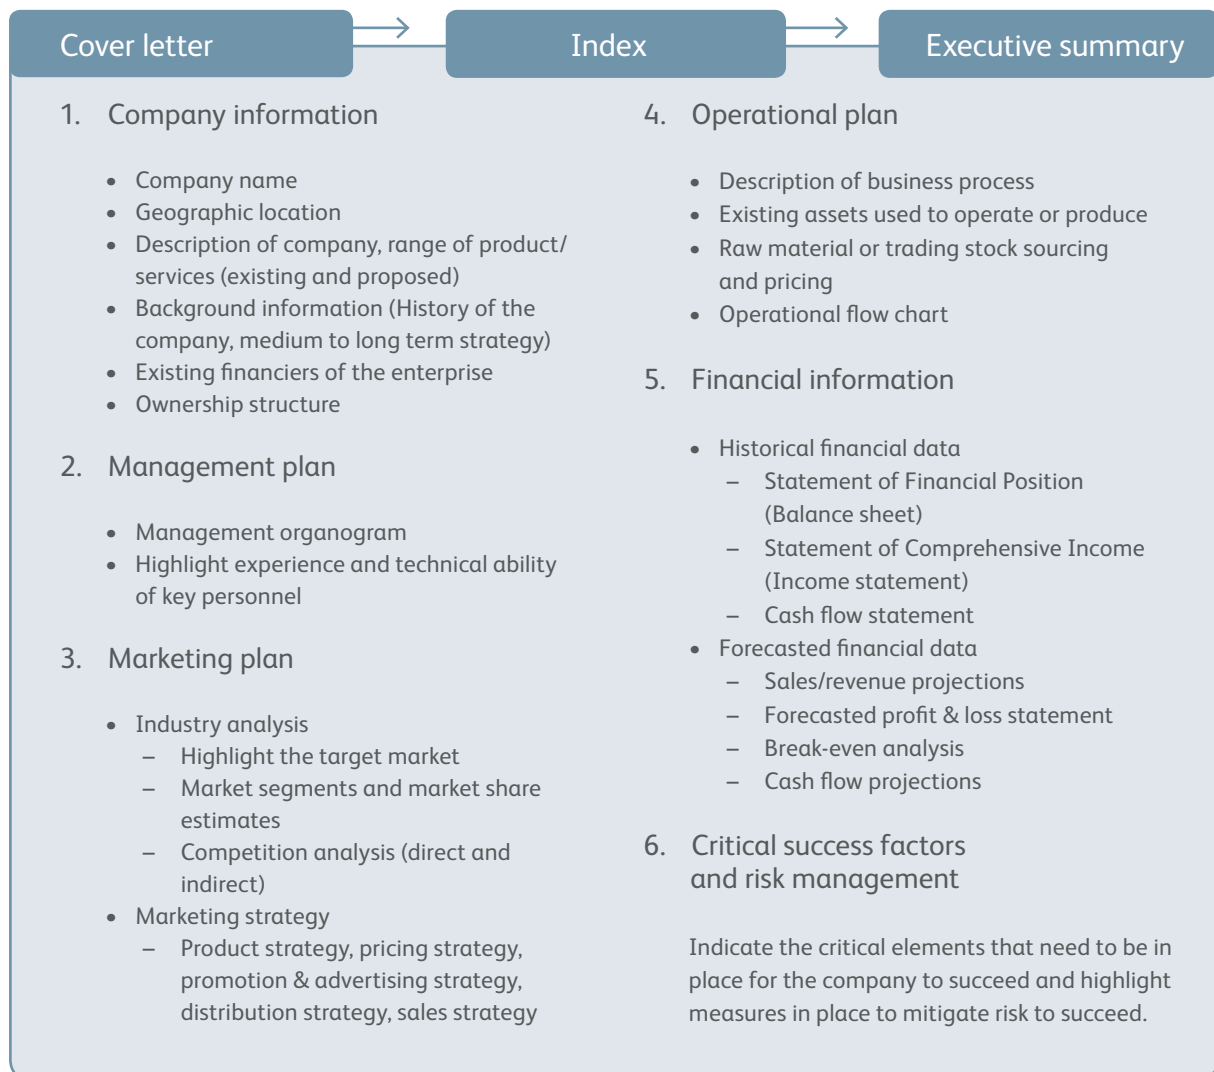 Cover letter
Index
Executive summary
1. Company information
• Company name
• Geographic location
• Description of company, range of product/
services (existing and proposed)
• Background information (History of the
company, medium to long term strategy)
• Existing financiers of the enterprise
• Ownership structure
2. Management plan
• Management organogram
• Highlight experience and technical ability
of key personnel
3. Marketing plan
• Industry analysis
– Highlight the target market
– Market segments and market share
estimates
– Competition analysis (direct and
indirect)
• Marketing strategy
– Product strategy, pricing strategy,
promotion & advertising strategy,
distribution strategy, sales strategy
4. Operational plan
• Description of business process
• Existing assets used to operate or produce
• Raw material or trading stock sourcing
and pricing
• Operational flow chart
5. Financial information
• Historical financial data
– Statement of Financial Position
(Balance sheet)
– Statement of Comprehensive Income
(Income statement)
– Cash flow statement
• Forecasted financial data
– Sales/revenue projections
– Forecasted profit & loss statement
– Break-even analysis
– Cash flow projections
6. Critical success factors
and risk management
Indicate the critical elements that need to be in
place for the company to succeed and highlight
measures in place to mitigate risk to succeed.